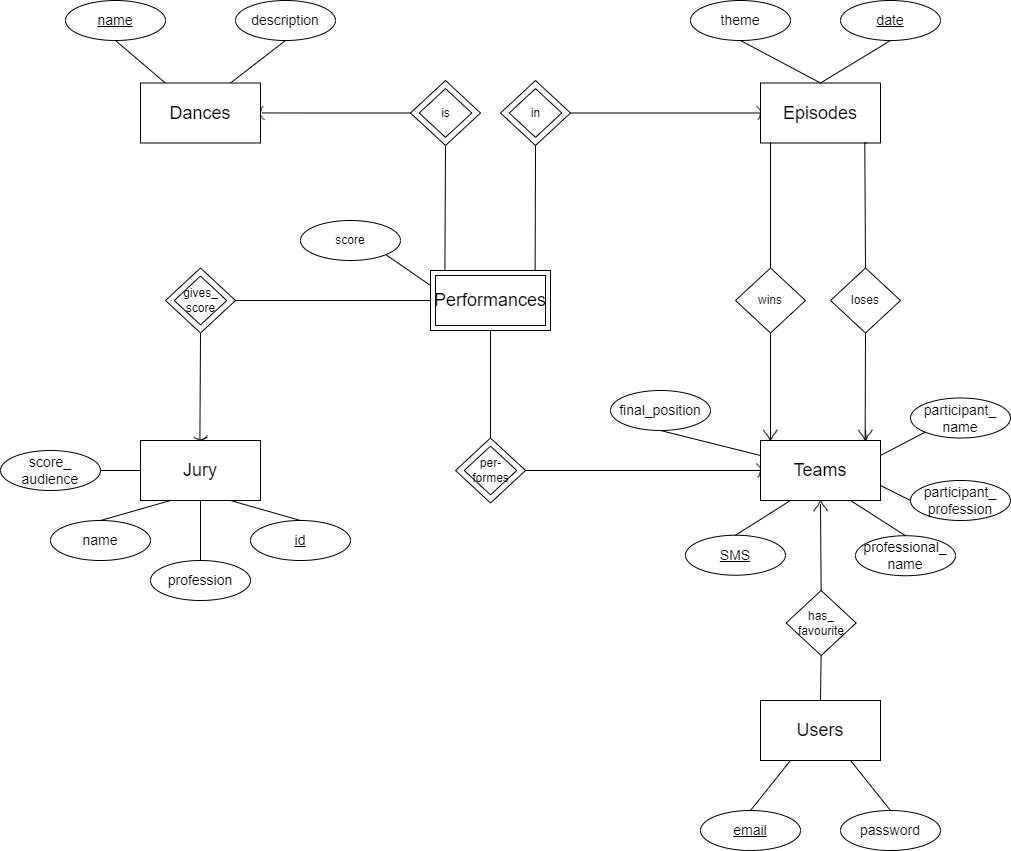 name
description
theme
date
Dances
is
in
Episodes
score
gives_
score
Performances
wins
loses
final_position
participant_
name
score_
audience
Jury
per-
formes
Teams
participant_
profession
name
id
profession
SMS
professional_
name
has_
favourite
Users
email
password